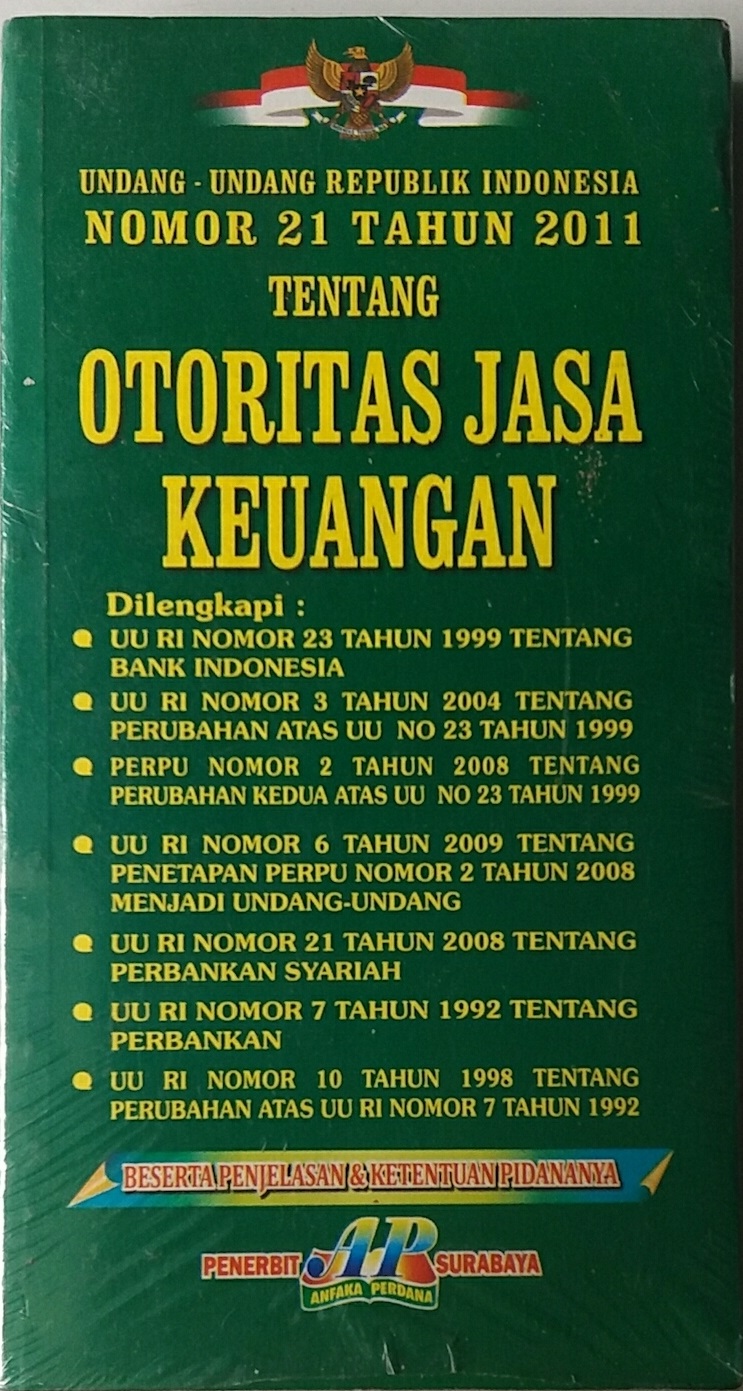 UNDANG - UNDANG REPUBLIK INDONESIA
NOMOR 21 TAHUN 2011
TENTANG
OTORITAS JASA
KEUANGAN
Dilengkapi :
UU RI NOMOR 23 TAHUN 1999 TENTANG
BANK INDONESIA
UU RI NOMOR 3 TAHUN 2004 TENTANG
PERUBAHAN ATAS UU NO 23 TAHUN 1999
PERPU NOMOR 2 TAHUN 2008 TENTANG
PERUBAHAN KEDUA ATAS UU NO 23 TAHUN 1999
UU RI NOMOR 6 TAHUN 2009 TENTANG
PENETAPAN PERPU NOMOR 2 TAHUN 2008
MENJADI UNDANG-UNDANG
UU RI NOMOR 21 TAHUN 2008 TENTANG
PERBANKAN SYARIAH
UU RI NOMOR 7 TAHUN 1992 TENTANG
PERBANKAN
UU RI NOMOR 10 TAHUN 1998 TENTANG
PERUBAHAN ATAS UU RI NOMOR 7 TAHUN 1992
BESERTA PENJELASAN & KETENTUAN PIDANANYA
PENERBIT AP SURABAYA
ANFAKA PERDANA